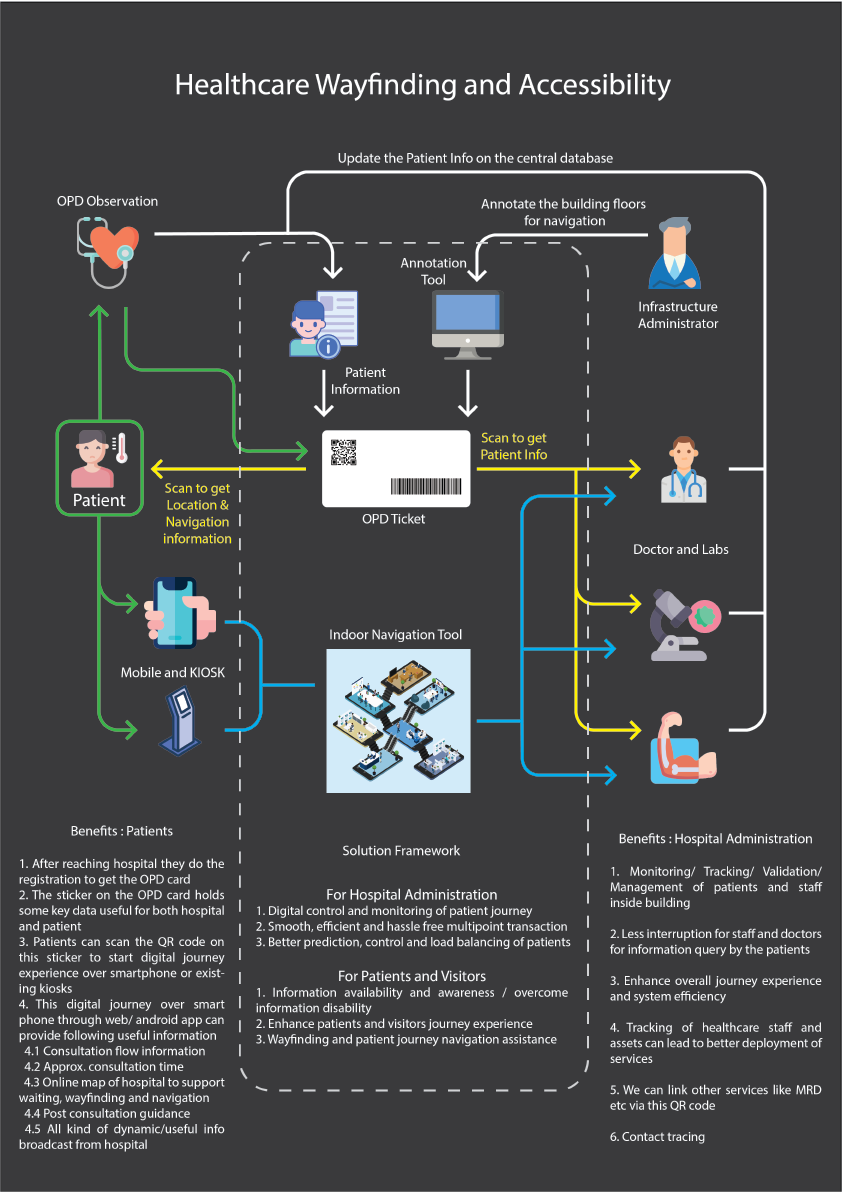 Healthcare Wayfinding and Accessibility
Update the Patient Info on the central database
OPD Observation
Annotate the building floors
for navigation
Annotation
Tool
Infrastructure
Administrator
Patient
Information
Scan to get
Patient Info
Patient
Scan to get
Location &
Navigation
information
OPD Ticket
Doctor and Labs
Indoor Navigation Tool
Mobile and KIOSK
Benefits : Patients
1. After reaching hospital they do the
registration to get the OPD card
2. The sticker on the OPD card holds
some key data useful for both hospital
and patient
3. Patients can scan the QR code on
this sticker to start digital journey
experience over smartphone or exist-
ing kiosks
4. This digital journey over smart
phone through web/ android app can
provide following useful information
4.1 Consultation flow information
4.2 Approx. consultation time
4.3 Online map of hospital to support
waiting, wayfinding and navigation
4.4 Post consultation guidance
4.5 All kind of dynamic/useful info
broadcast from hospital
Solution Framework
For Hospital Administration
1. Digital control and monitoring of patient journey
2. Smooth, efficient and hassle free multipoint transaction
3. Better prediction, control and load balancing of patients
For Patients and Visitors
1. Information availability and awareness / overcome
information disability
2. Enhance patients and visitors journey experience
3. Wayfinding and patient journey navigation assistance
Benefits : Hospital Administration
1. Monitoring/ Tracking/ Validation/
Management of patients and staff
inside building
2. Less interruption for staff and doctors
for information query by the patients
3. Enhance overall journey experience
and system efficiency
4. Tracking of healthcare staff and
assets can lead to better deployment of
services
5. We can link other services like MRD
etc via this QR code
6. Contact tracing